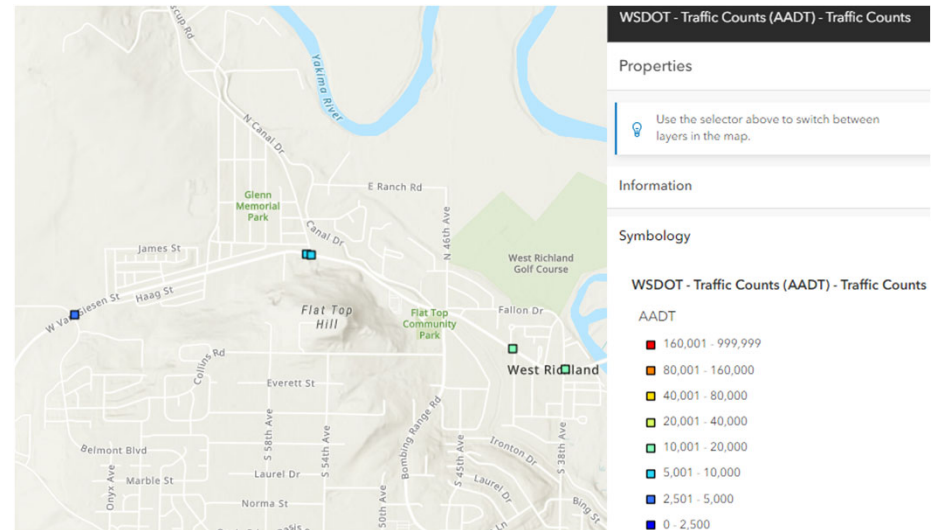 WSDOT - Traffic Counts (AADT) - Traffic Counts
Properties
Use the selector above to switch between
layers in the map.
Information
Symbology
WSDOT - Traffic Counts (AADT) - Traffic Counts
AADT
160,001 - 999,999
80,001 - 160,000
40,001 - 80,000
20,001 - 40,000
10,001 - 20,000
5,001 - 10,000
2,501 - 5,000
0 - 2,500
Yakima River
N Canal Dr
E Ranch Rd
Glenn
Memorial
Park
Canal Dr
N 46th Ave
James St
West Richland
Golf Course
Haag St
Flat Top
Hill
Flat Top
Community
Park
Fallon Dr
West Richland
Collins Rd
Everett St
S 58th Ave
S 54th Ave
Bombing Range Rd
Belmont Blvd
Onyx Ave
Marble St
Laurel Dr
Norma St
50th Ave
S 45th Ave
Ironton Dr
S 38th Ave
Laurel Dr
Bing St
Ln